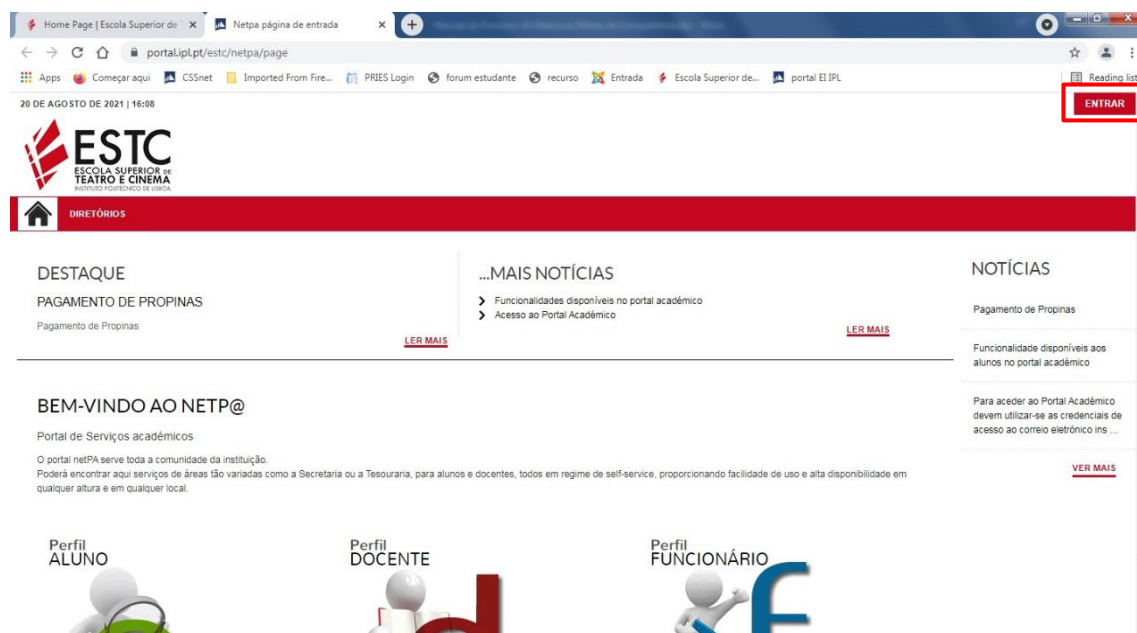 Home Page | Escola Superior de
Netpa página de entrada
portal.ipl.pt/estc/netpa/page
Apps
Começar aqui
CSSnet
Imported From Fire...
PRIES Login
forum estudante
recurso
Entrada
Escola Superior de...
portal EI IPL
Reading list
20 DE AGOSTO DE 2021 | 16:08
ENTRAR
ESTC
ESCOLA SUPERIOR DE
TEATRO E CINEMA
INSTITUTO POLITÉCNICO DE LISBOA
DIRETÓRIOS
DESTAQUE
PAGAMENTO DE PROPINAS
Pagamento de Propinas
LER MAIS
...MAIS NOTÍCIAS
Funcionalidades disponíveis no portal académico
Acesso ao Portal Académico
LER MAIS
NOTÍCIAS
Pagamento de Propinas
Funcionalidade disponíveis aos
alunos no portal académico
Para aceder ao Portal Académico
devem utilizar-se as credenciais de
acesso ao correio eletrónico ins ...
VER MAIS
BEM-VINDO AO NETP@
Portal de Serviços académicos
O portal netPA serve toda a comunidade da instituição.
Poderá encontrar aqui serviços de áreas tão variadas como a Secretaria ou a Tesouraria, para alunos e docentes, todos em regime de self-service, proporcionando facilidade de uso e alta disponibilidade em
qualquer altura e em qualquer local.
Perfil
ALUNO
Perfil
DOCENTE
d
Perfil
FUNCIONÁRIO
f